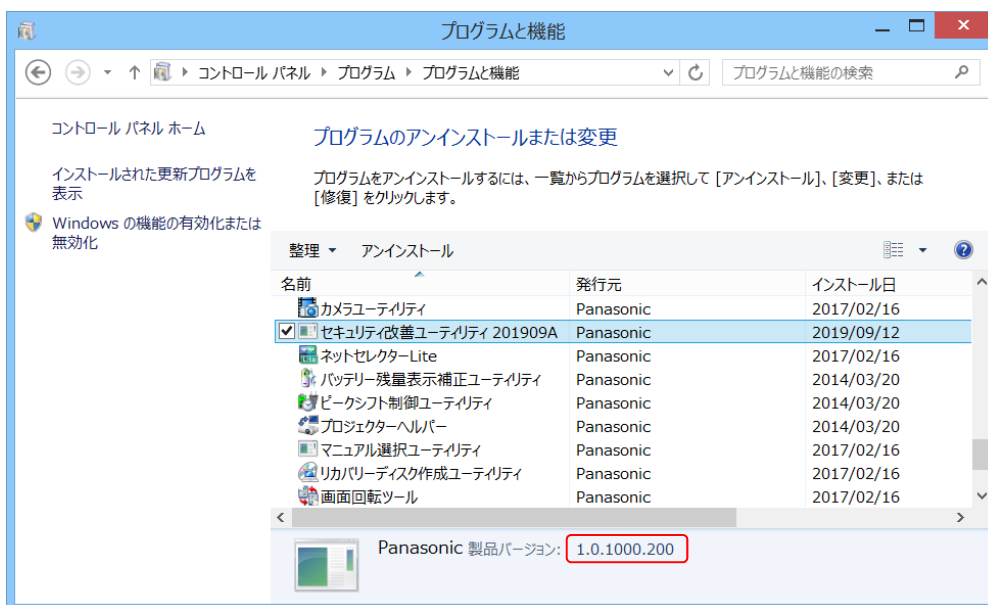 プログラムと機能
コントロール パネル プログラム プログラムと機能
プログラムと機能の検索
コントロール パネル ホーム
インストールされた更新プログラムを
表示
Windows の機能の有効化または
無効化
プログラムのアンインストールまたは変更
プログラムをアンインストールするには、一覧からプログラムを選択して [アンインストール]、[変更]、または
[修復] をクリックします。
整理 アンインストール
名前 発行元 インストール日
カメラユーティリティ Panasonic 2017/02/16
セキュリティ改善ユーティリティ 201909A Panasonic 2019/09/12
ネットセレクターLite Panasonic 2017/02/16
バッテリー残量表示補正ユーティリティ Panasonic 2014/03/20
ピークシフト制御ユーティリティ Panasonic 2014/03/20
プロジェクターヘルパー Panasonic 2014/03/20
マニュアル選択ユーティリティ Panasonic 2017/02/16
リカバリーディスク作成ユーティリティ Panasonic 2017/02/16
画面回転ツール Panasonic 2017/02/16
Panasonic 製品バージョン: 1.0.1000.200